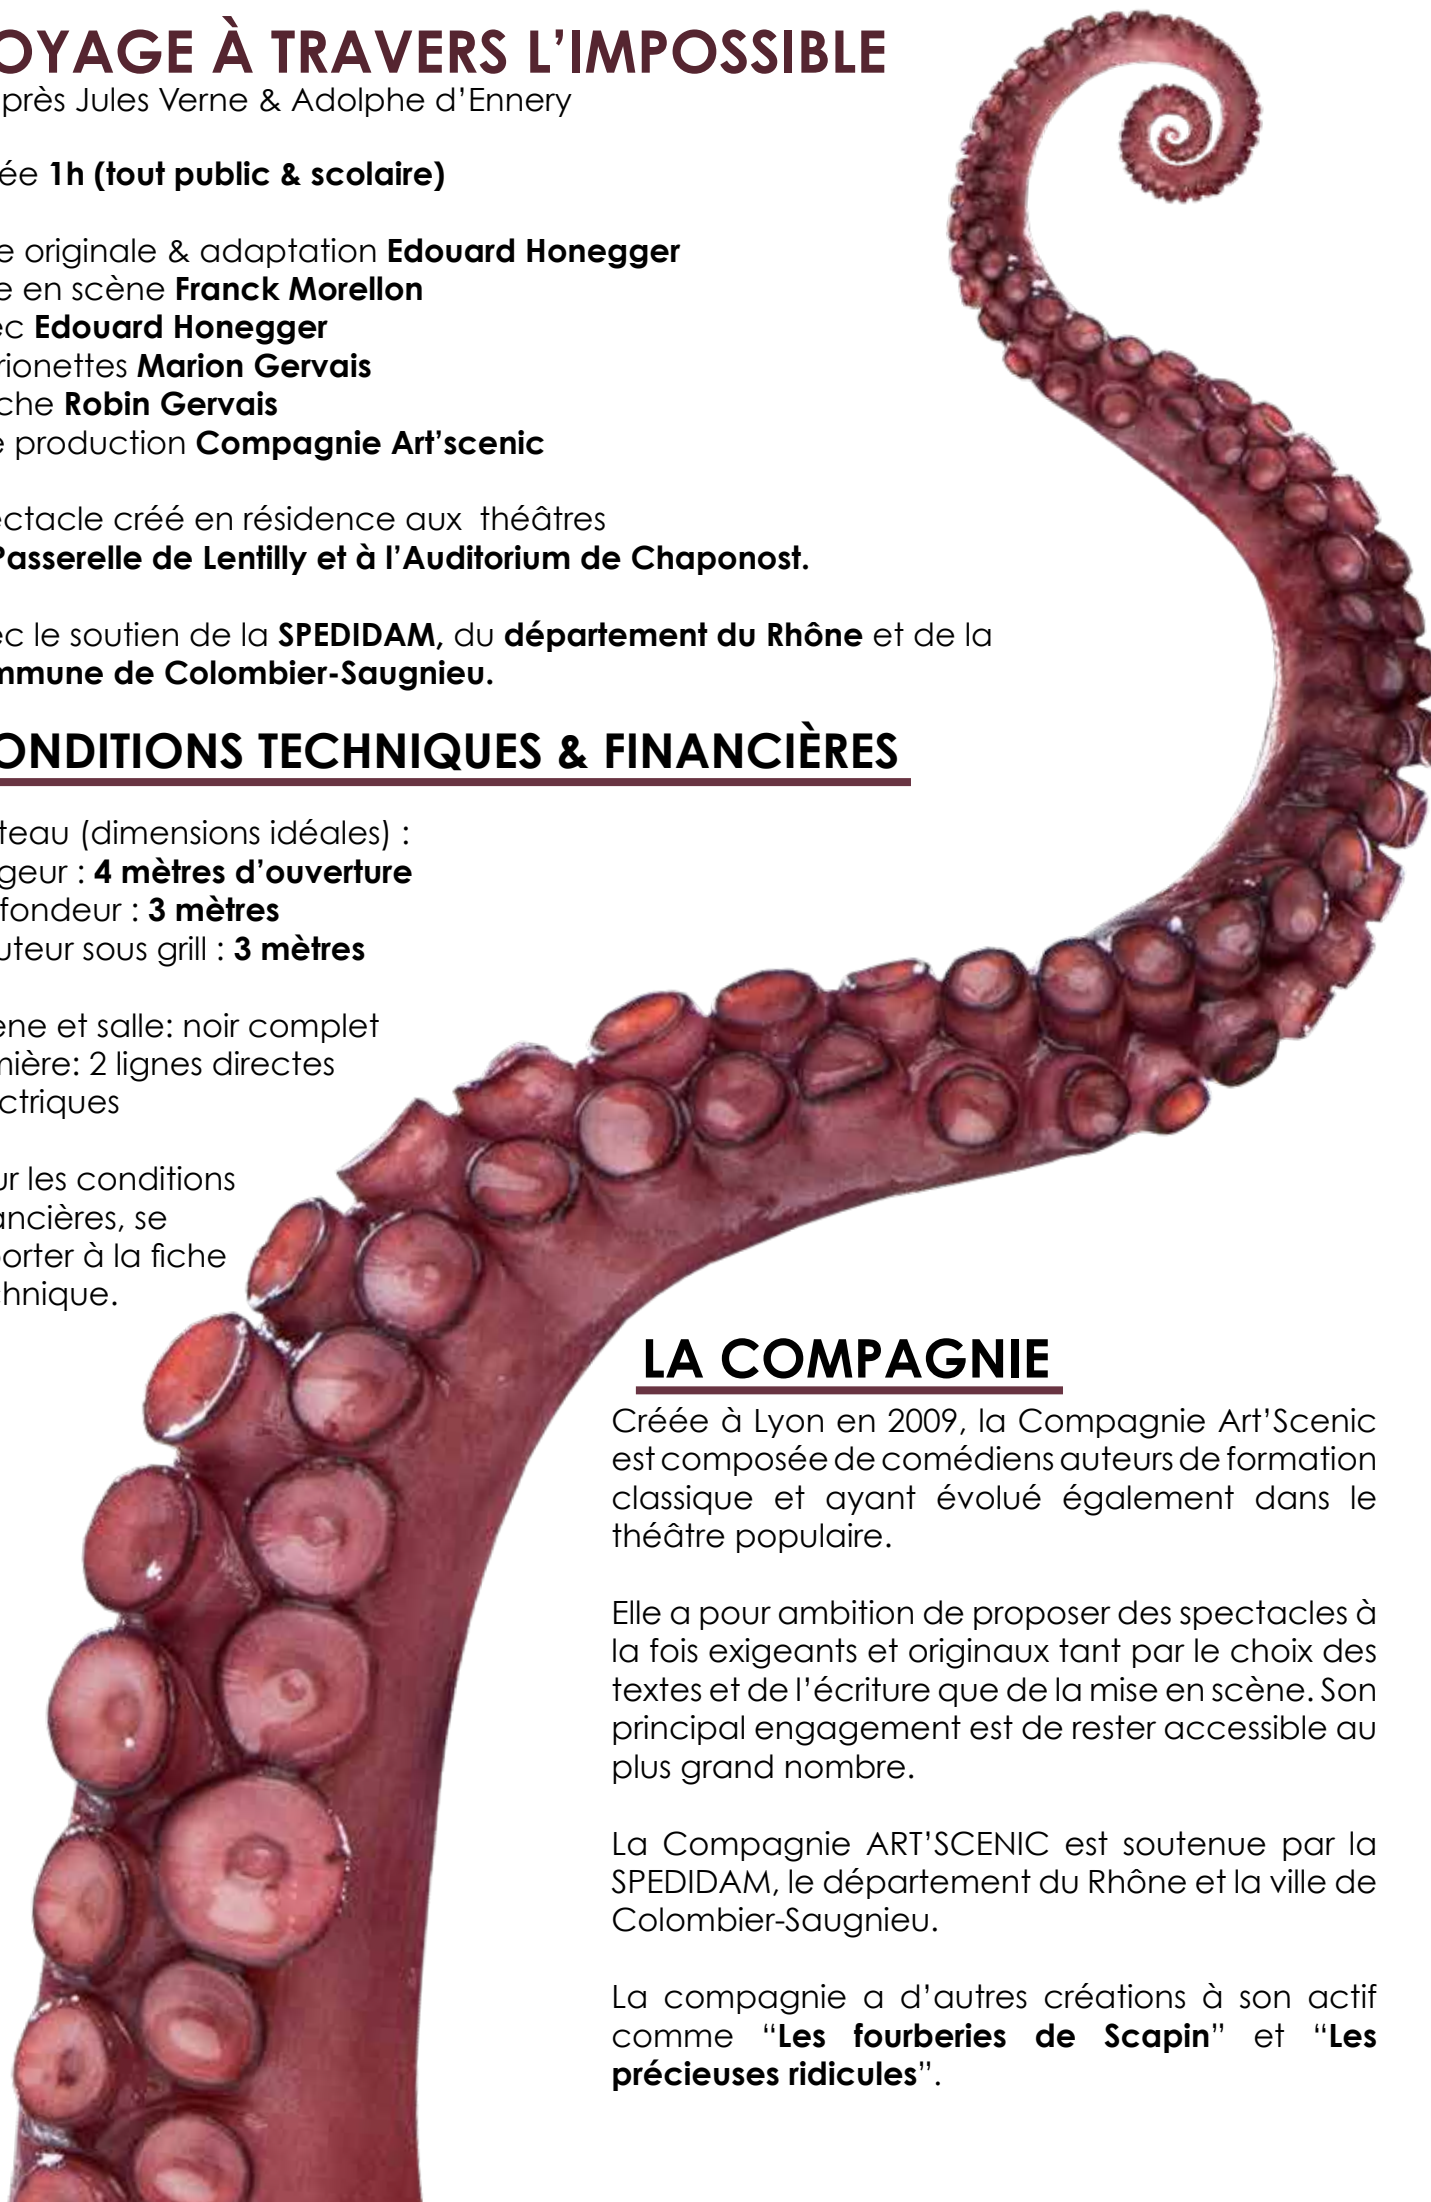 OYAGE À TRAVERS L’IMPOSSIBLE
près Jules Verne & Adolphe d’Ennery
ée 1h (tout public & scolaire)
e originale & adaptation Edouard Honegger
e en scène Franck Morellon
ec Edouard Honegger
rionettes Marion Gervais
che Robin Gervais
e production Compagnie Art’scenic
ectacle créé en résidence aux théâtres
Passerelle de Lentilly et à l’Auditorium de Chaponost.
ec le soutien de la SPEDIDAM, du département du Rhône et de la
mmune de Colombier-Saugnieu.
ONDITIONS TECHNIQUES & FINANCIÈRES
teau (dimensions idéales) :
geur : 4 mètres d’ouverture
fondeur : 3 mètres
uteur sous grill : 3 mètres
ène et salle: noir complet
mière: 2 lignes directes
ctriques
ur les conditions
ancières, se
porter à la fiche
chnique.
LA COMPAGNIE
Créée à Lyon en 2009, la Compagnie Art’Scenic
est composée de comédiens auteurs de formation
classique et ayant évolué également dans le
théâtre populaire.
Elle a pour ambition de proposer des spectacles à
la fois exigeants et originaux tant par le choix des
textes et de l’écriture que de la mise en scène. Son
principal engagement est de rester accessible au
plus grand nombre.
La Compagnie ART’SCENIC est soutenue par la
SPEDIDAM, le département du Rhône et la ville de
Colombier-Saugnieu.
La compagnie a d’autres créations à son actif
comme “Les fourberies de Scapin” et “Les
précieuses ridicules”.